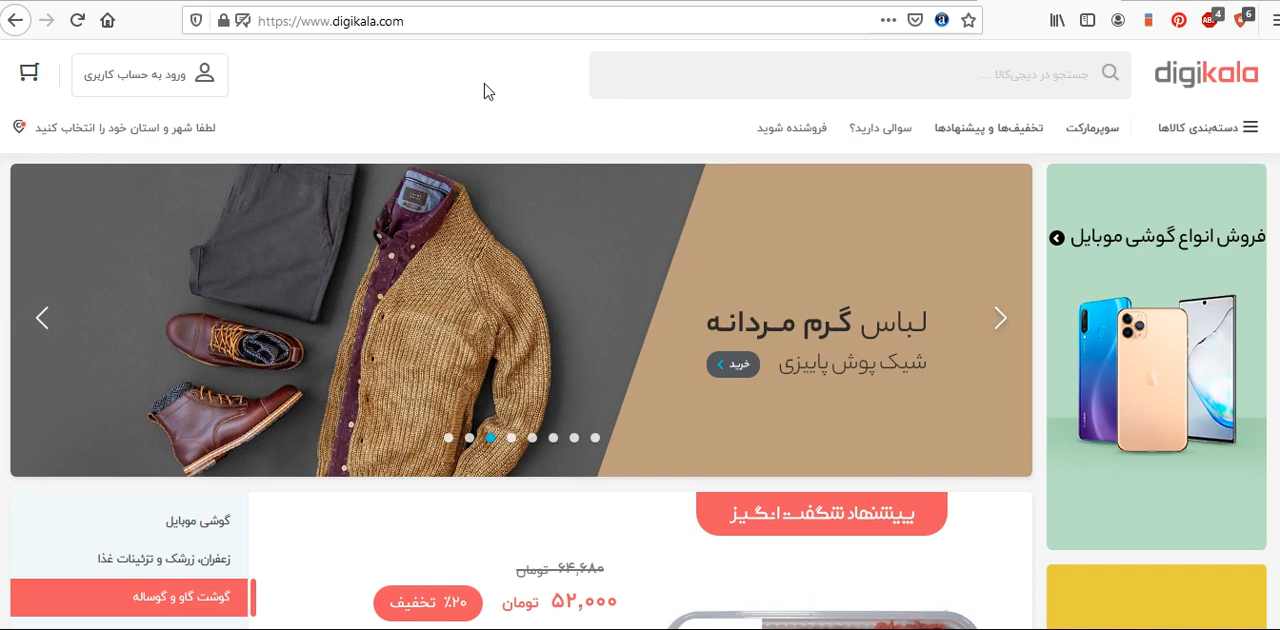 https://www.digikala.com
4
6
digikala
جستجو در دیجی‌کالا ...
ورود به حساب کاربری
دسته‌بندی کالاها
سوپرمارکت
تخفیف‌ها و پیشنهادها
سوالی دارید؟
فروشنده شوید
لطفا شهر و استان خود را انتخاب کنید
فروش انواع گوشی موبایل
لباس گرم مردانه
شیک پوش پاییزی
خرید
پیشنهاد شگفت انگیز
گوشی موبایل
زعفران، زرشک و تزئینات غذا
گوشت گاو و گوساله
۶۴,۶۸۰ تومان
۵۲,۰۰۰ تومان
٪۲۰ تخفیف